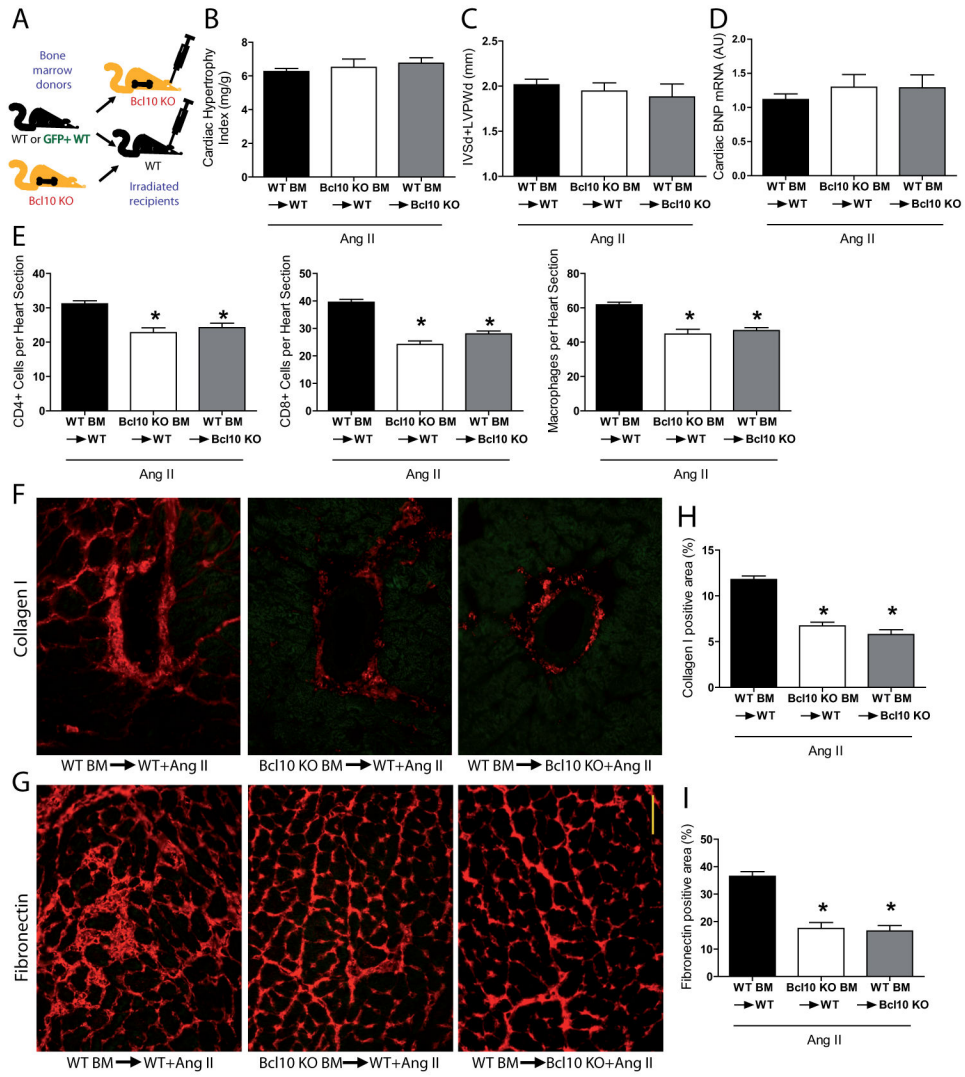 A
Bone
marrow
donors
Bcl10 KO
WT or GFP+ WT
WT
Bcl10 KO
Irradiated
recipients
B
Cardiac Hypertrophy
Index (mg/g)
8
6
4
2
0
WT BM Bcl10 KO BM WT BM
→WT →WT →Bcl10 KO
Ang II
C
IVSd+LVPWd (mm)
2.0
1.5
1.0
WT BM Bcl10 KO BM WT BM
→WT →WT →Bcl10 KO
Ang II
D
Cardiac BNP mRNA (AU)
2.0
1.5
1.0
0.5
0.0
WT BM Bcl10 KO BM WT BM
→WT →WT →Bcl10 KO
Ang II
E
CD4+ Cells per Heart Section
40
30
20
10
0
* *
WT BM Bcl10 KO BM WT BM
→WT →WT →Bcl10 KO
Ang II
CD8+ Cells per Heart Section
50
40
30
20
10
0
* *
WT BM Bcl10 KO BM WT BM
→WT →WT →Bcl10 KO
Ang II
Macrophages per Heart Section
80
60
40
20
0
* *
WT BM Bcl10 KO BM WT BM
→WT →WT →Bcl10 KO
Ang II
F
Collagen I
WT BM→WT+Ang II
Bcl10 KO BM→WT+Ang II
WT BM→Bcl10 KO+Ang II
G
Fibronectin
WT BM→WT+Ang II
Bcl10 KO BM→WT+Ang II
WT BM→Bcl10 KO+Ang II
H
Collagen I positive area (%)
15
10
5
0
* *
WT BM Bcl10 KO BM WT BM
→WT →WT →Bcl10 KO
Ang II
I
Fibronectin positive area (%)
50
40
30
20
10
0
* *
WT BM Bcl10 KO BM WT BM
→WT →WT →Bcl10 KO
Ang II